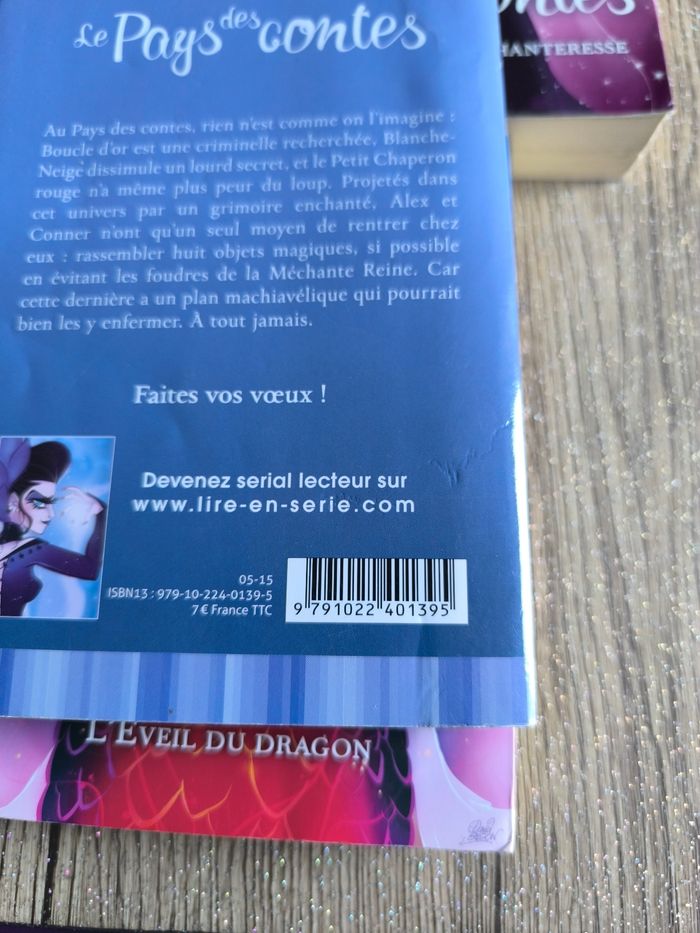 Le Pays des contes
HANTERESSE
Au Pays des contes, rien n'est comme on l'imagine :
Boucle d'or est une criminelle recherchée, Blanche-
Neige dissimule un lourd secret, et le Petit Chaperon
rouge n'a même plus peur du loup. Projetés dans
cet univers par un grimoire enchanté, Alex et
Conner n'ont qu'un seul moyen de rentrer chez
eux : rassembler huit objets magiques, si possible
en évitant les foudres de la Méchante Reine. Car
cette dernière a un plan machiavélique qui pourrait
bien les y enfermer. À tout jamais.
Faites vos vœux !
Devenez serial lecteur sur
www.lire-en-serie.com
05-15
ISBN13 : 979-10-224-0139-5
7 € France TTC
9 791022 401395
L'ÉVEIL DU DRAGON